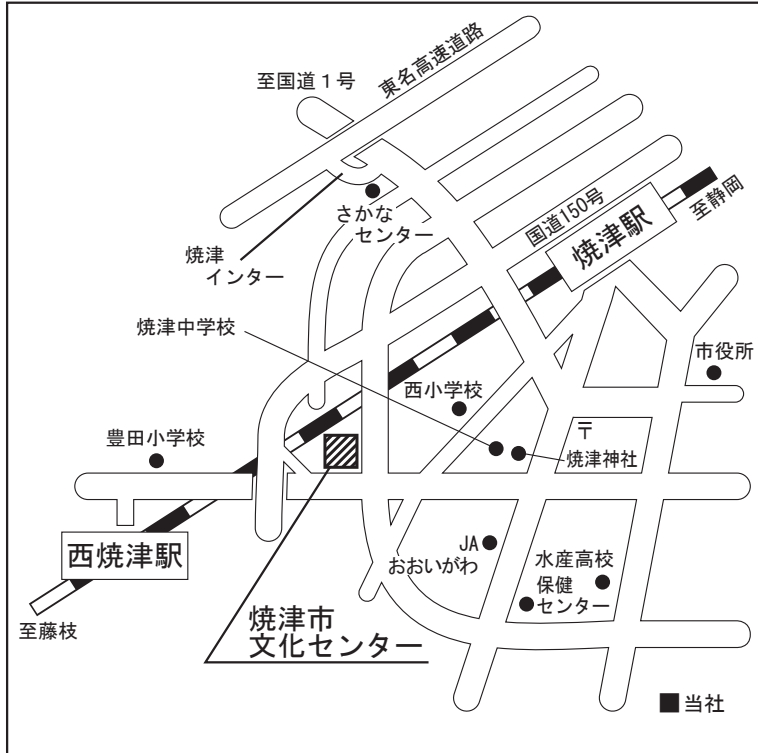 東名高速道路
至国道1号
さかな
センター
焼津
インター
国道150号
焼津駅
至静岡
焼津中学校
西小学校
市役所
豊田小学校
〒
焼津神社
西焼津駅
JA
おおいがわ
水産高校
保健
センター
至藤枝
焼津市
文化センター
■当社